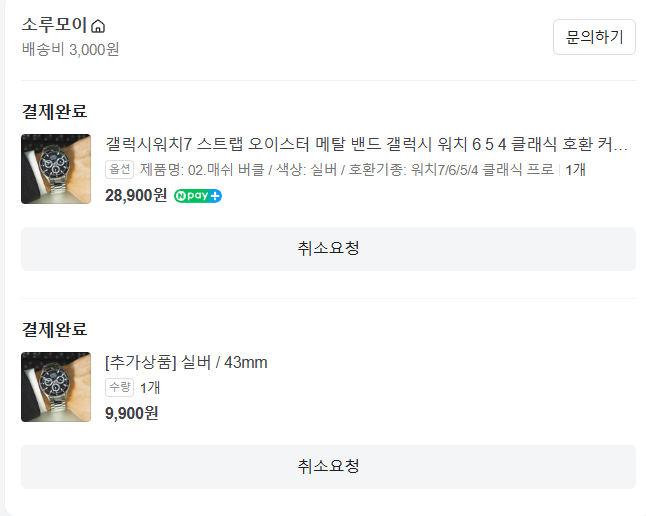 소루모이
배송비 3,000원
문의하기
결제완료
갤럭시워치7 스트랩 오이스터 메탈 밴드 갤럭시 워치 6 5 4 클래식 호환 커...
옵션 제품명: 02.매쉬 버클 / 색상: 실버 / 호환기종: 워치7/6/5/4 클래식 프로 | 1개
28,900원 N pay +
취소요청
결제완료
[추가상품] 실버 / 43mm
수량 1개
9,900원
취소요청